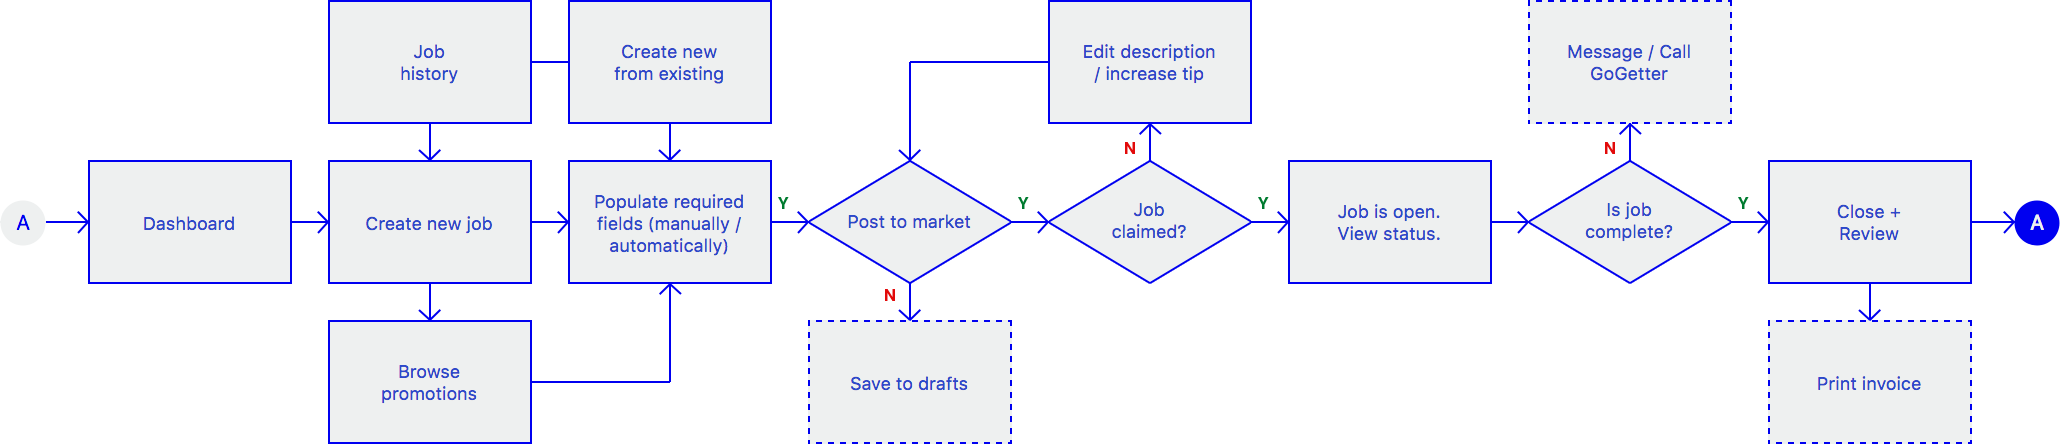 Job
history
Create new
from existing
Edit description
/ increase tip
Message / Call
GoGetter
N
N
A
Dashboard
Create new job
Populate required
fields (manually /
automatically)
Y
Post to market
Y
Job
claimed?
Y
Job is open.
View status.
Is job
complete?
Y
Close +
Review
A
N
Browse
promotions
Save to drafts
Print invoice